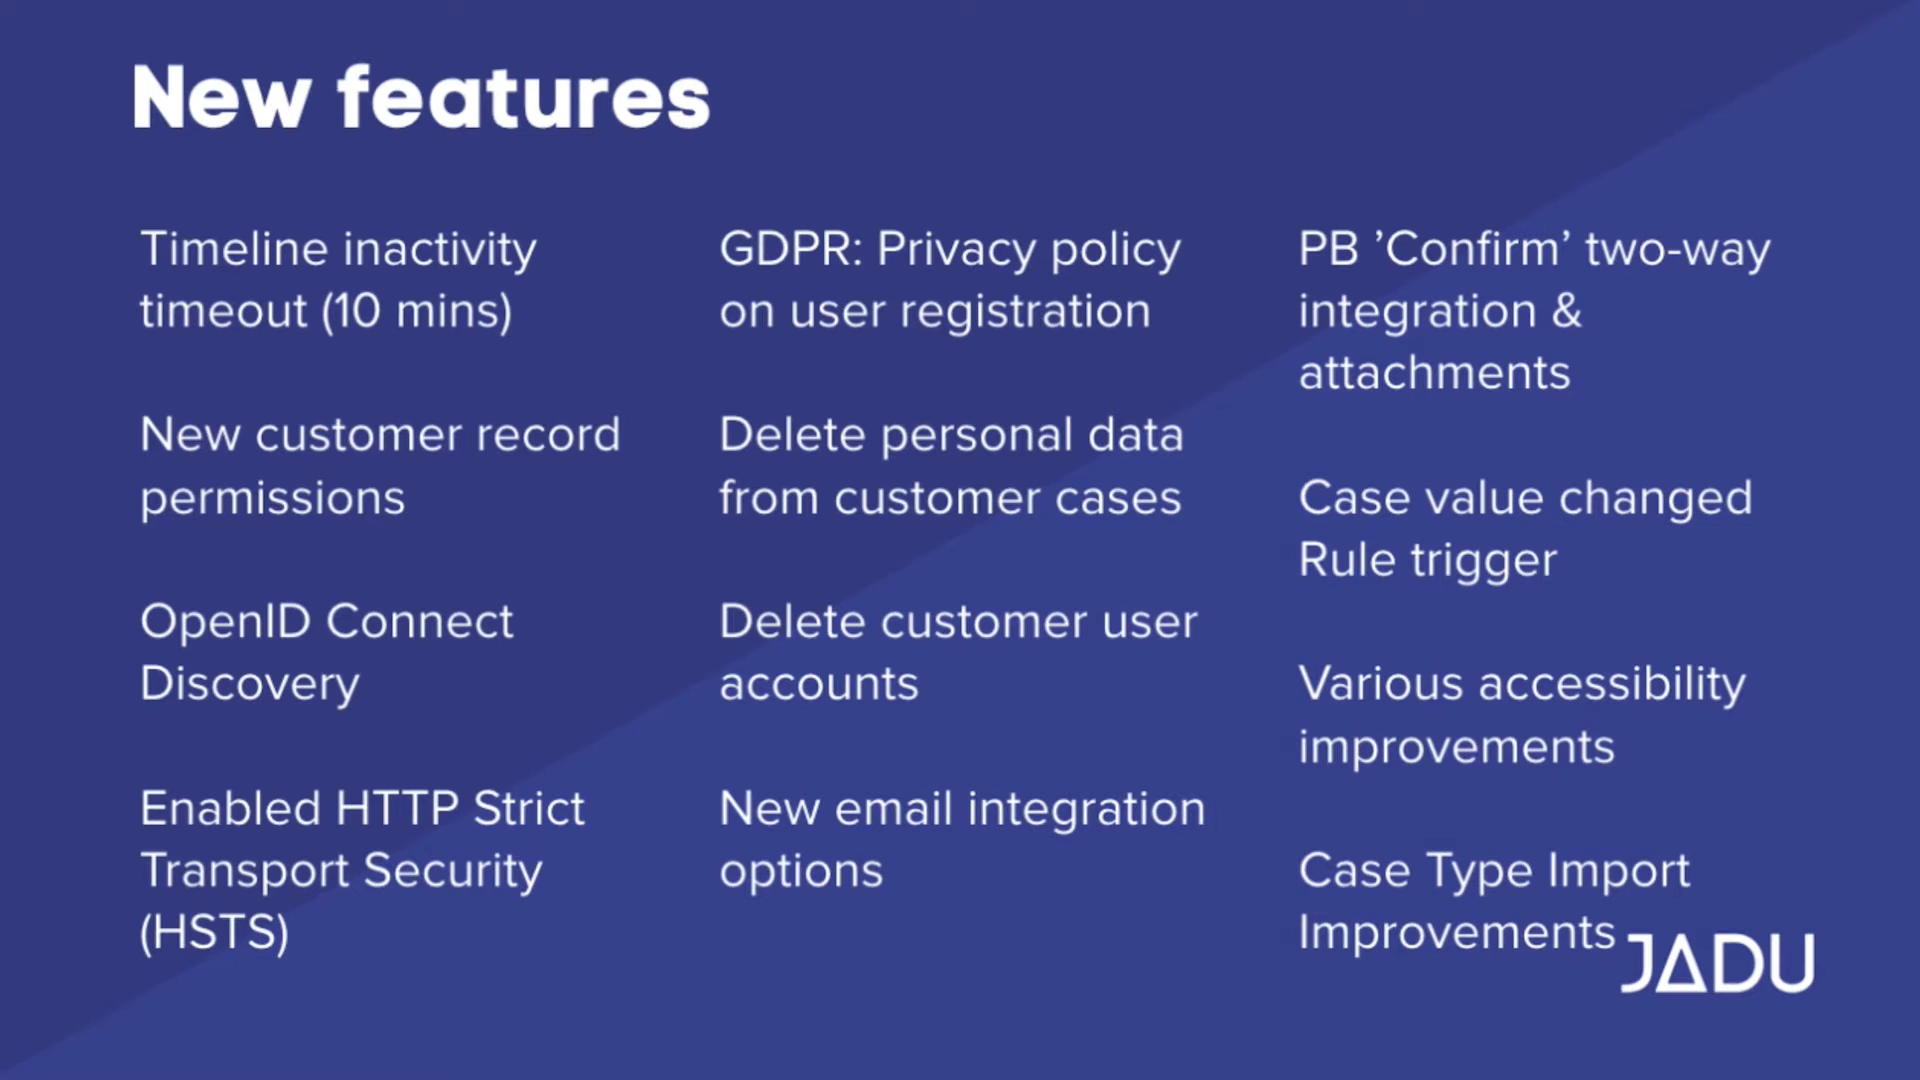 New features
Timeline inactivity
timeout (10 mins)
New customer record
permissions
OpenID Connect
Discovery
Enabled HTTP Strict
Transport Security
(HSTS)
GDPR: Privacy policy
on user registration
Delete personal data
from customer cases
Delete customer user
accounts
New email integration
options
PB ’Confirm’ two-way
integration &
attachments
Case value changed
Rule trigger
Various accessibility
improvements
Case Type Import
Improvements
JADU